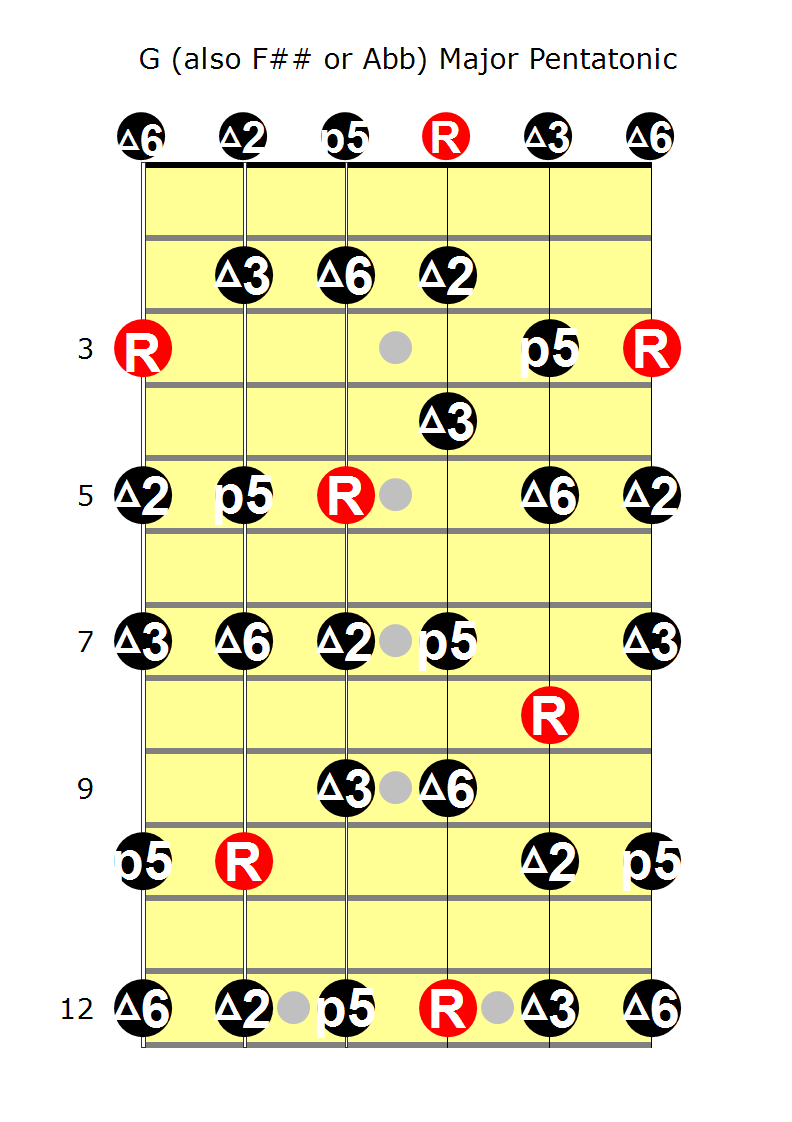 G (also F## or Abb) Major Pentatonic
Δ6 Δ2 p5 R Δ3 Δ6
Δ3 Δ6 Δ2
3 R p5 R
Δ3
5 Δ2 p5 R Δ6 Δ2
7 Δ3 Δ6 Δ2 p5 Δ3
R
9 Δ3 Δ6
p5 R Δ2 p5
12 Δ6 Δ2 p5 R Δ3 Δ6